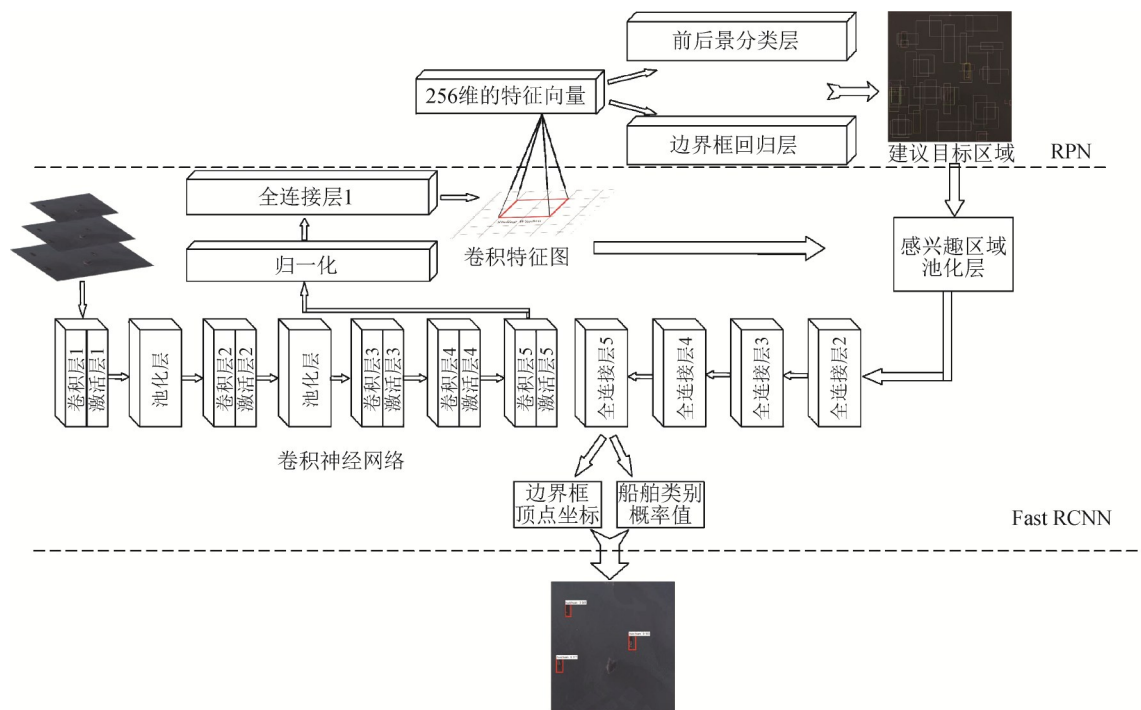 前后景分类层
256维的特征向量
边界框回归层
建议目标区域
RPN
全连接层1
卷积特征图
归一化
感兴趣区域
池化层
卷积层1
激活层1
池化层
卷积层2
激活层2
池化层
卷积层3
激活层3
卷积层4
激活层4
卷积层5
激活层5
全连接层5
全连接层4
全连接层3
全连接层2
卷积神经网络
边界框
顶点坐标
船舶类别
概率值
Fast RCNN